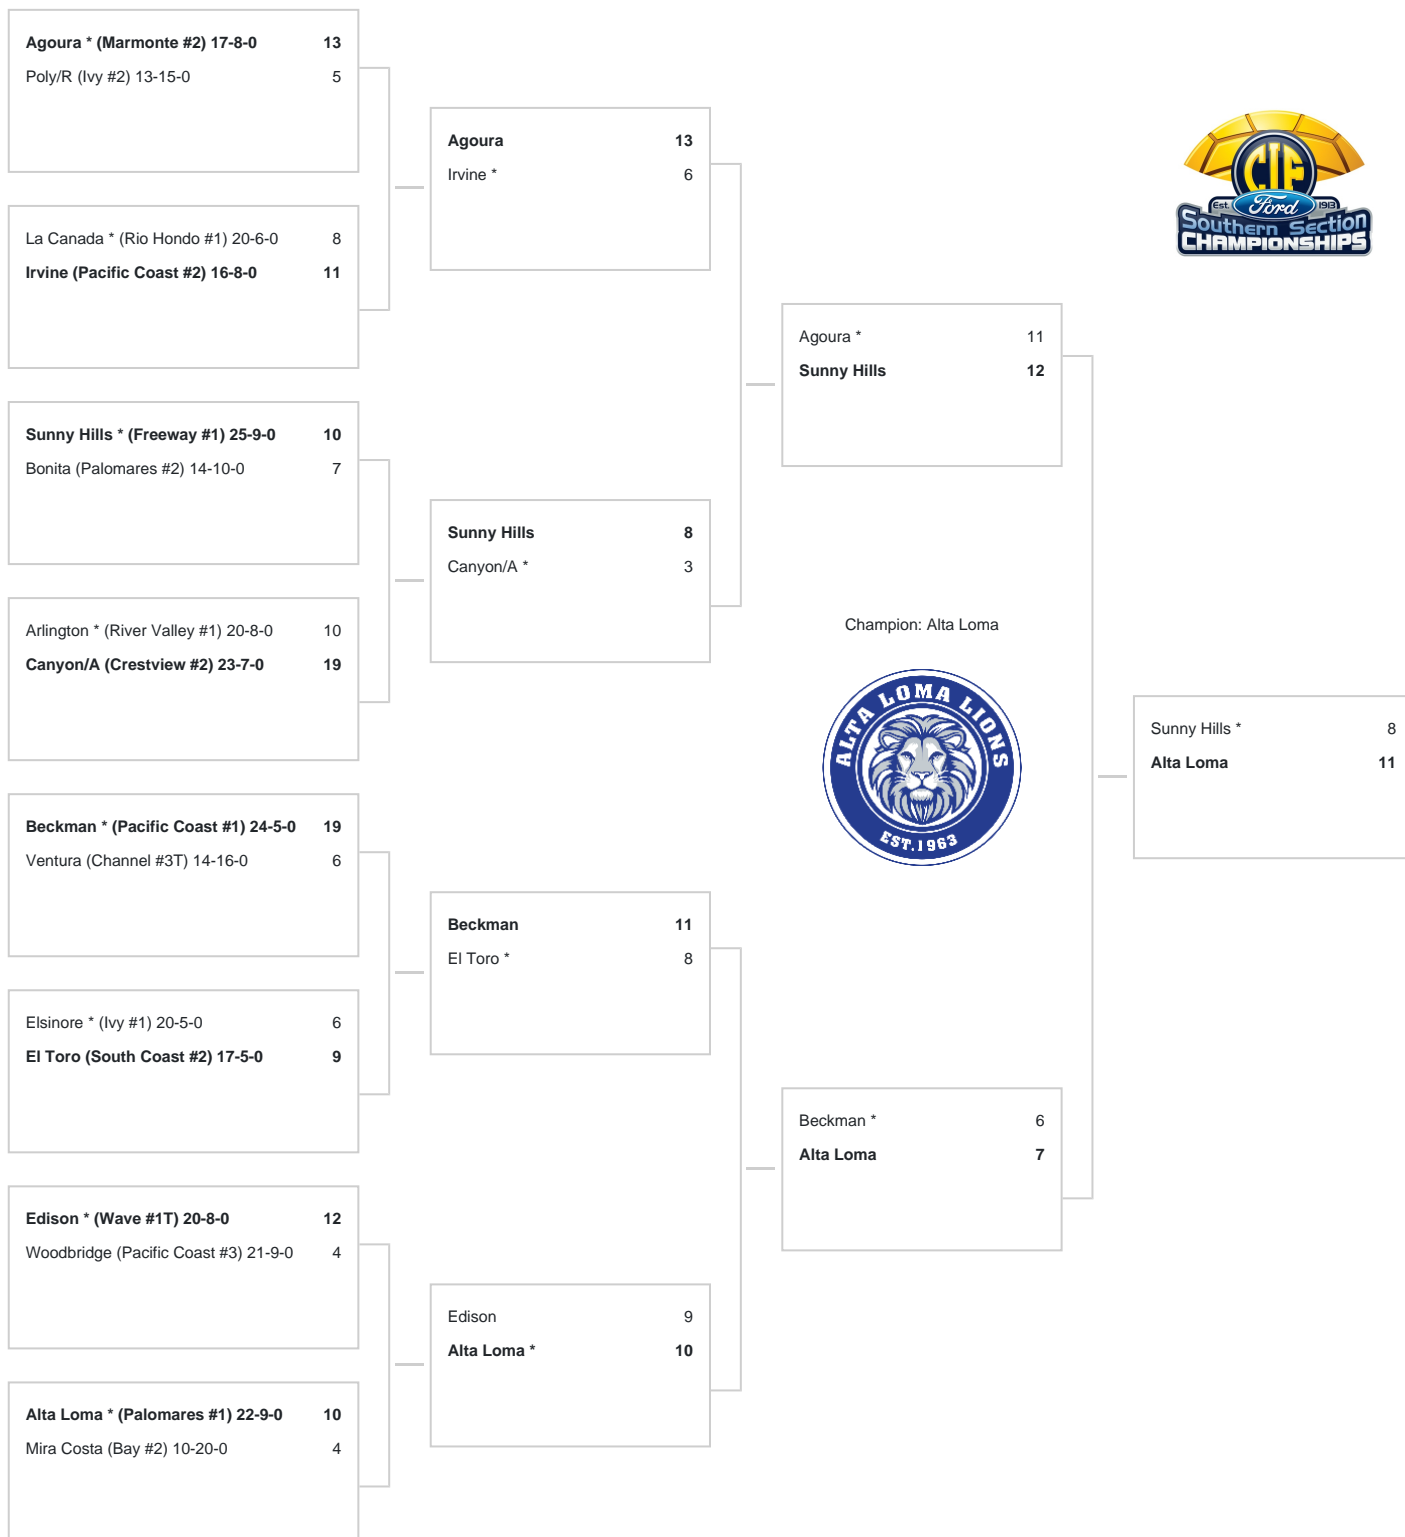 Agoura * (Marmonte #2) 17-8-0 13
Poly/R (Ivy #2) 13-15-0 5
La Canada * (Rio Hondo #1) 20-6-0 8
Irvine (Pacific Coast #2) 16-8-0 11
Sunny Hills * (Freeway #1) 25-9-0 10
Bonita (Palomares #2) 14-10-0 7
Arlington * (River Valley #1) 20-8-0 10
Canyon/A (Crestview #2) 23-7-0 19
Beckman * (Pacific Coast #1) 24-5-0 19
Ventura (Channel #3T) 14-16-0 6
Elsinore * (Ivy #1) 20-5-0 6
El Toro (South Coast #2) 17-5-0 9
Edison * (Wave #1T) 20-8-0 12
Woodbridge (Pacific Coast #3) 21-9-0 4
Alta Loma * (Palomares #1) 22-9-0 10
Mira Costa (Bay #2) 10-20-0 4
Agoura 13
Irvine * 6
Sunny Hills 8
Canyon/A * 3
Beckman 11
El Toro * 8
Edison 9
Alta Loma * 10
Agoura * 11
Sunny Hills 12
Champion: Alta Loma
ALTA LOMA LIONS
EST.1963
Beckman * 6
Alta Loma 7
CIF
Est. Ford 1913
Southern Section
CHAMPIONSHIPS
Sunny Hills * 8
Alta Loma 11